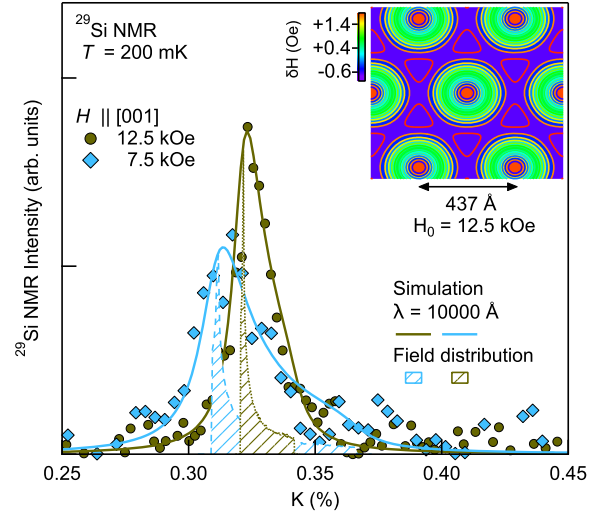 ²⁹Si NMR
T = 200 mK
H || [001]
12.5 kOe
7.5 kOe
δH (Oe)
+1.4
+0.4
-0.6
437 Å
H₀ = 12.5 kOe
Simulation
λ = 10000 Å
Field distribution
²⁹Si NMR Intensity (arb. units)
0.25 0.30 0.35 0.40 0.45
K (%)